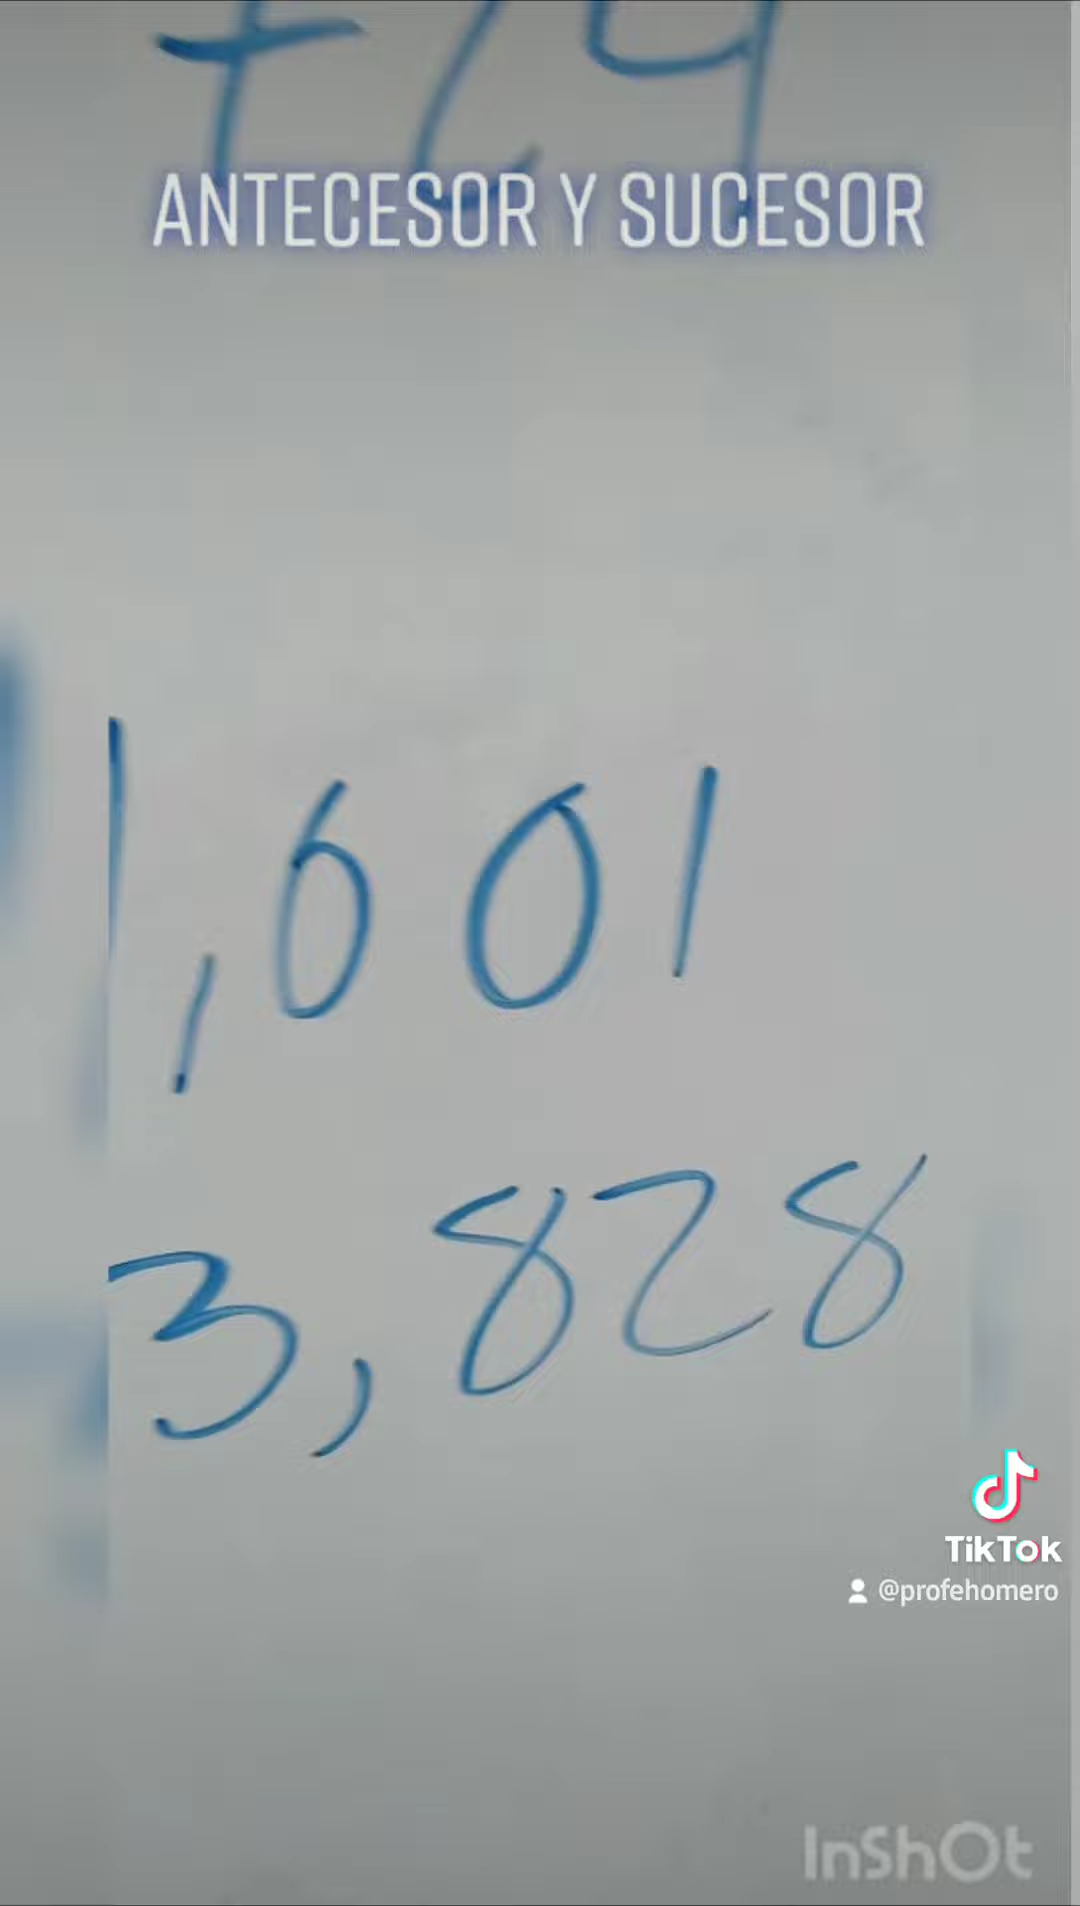 ANTECESOR Y SUCESOR
1,601
3,828
TikTok
@profehomero
InShOt